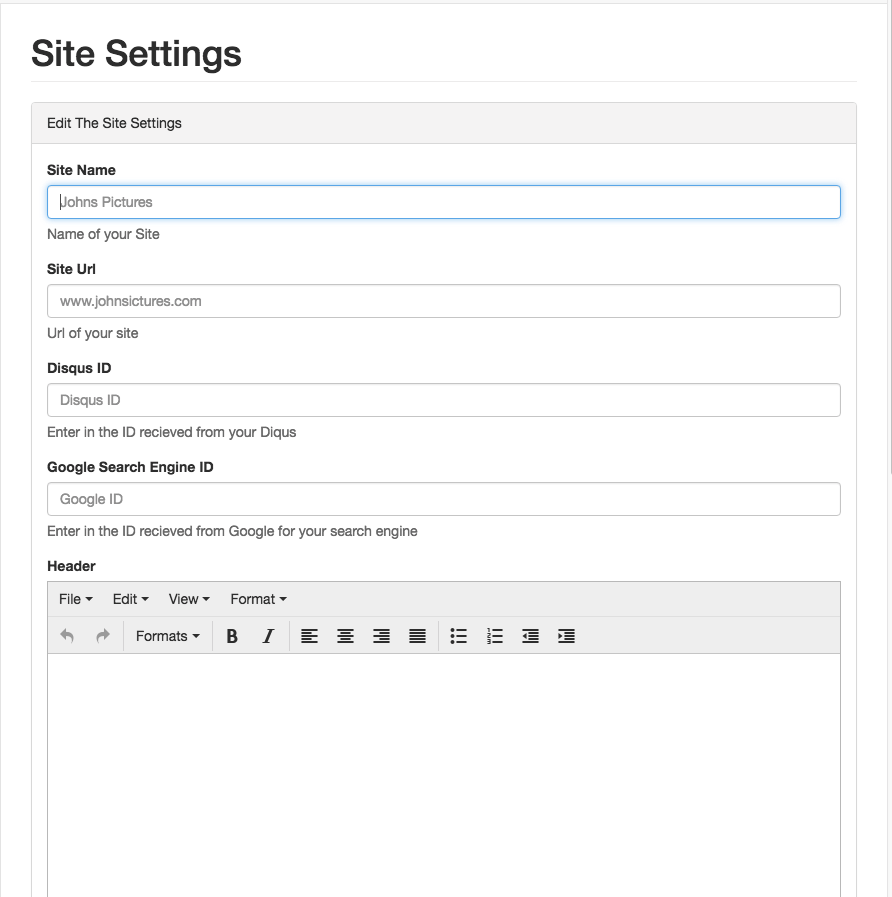 Site Settings
Edit The Site Settings
Site Name
Johns Pictures
Name of your Site
Site Url
www.johnsictures.com
Url of your site
Disqus ID
Disqus ID
Enter in the ID recieved from your Diqus
Google Search Engine ID
Google ID
Enter in the ID recieved from Google for your search engine
Header
File Edit View Format
Formats B I